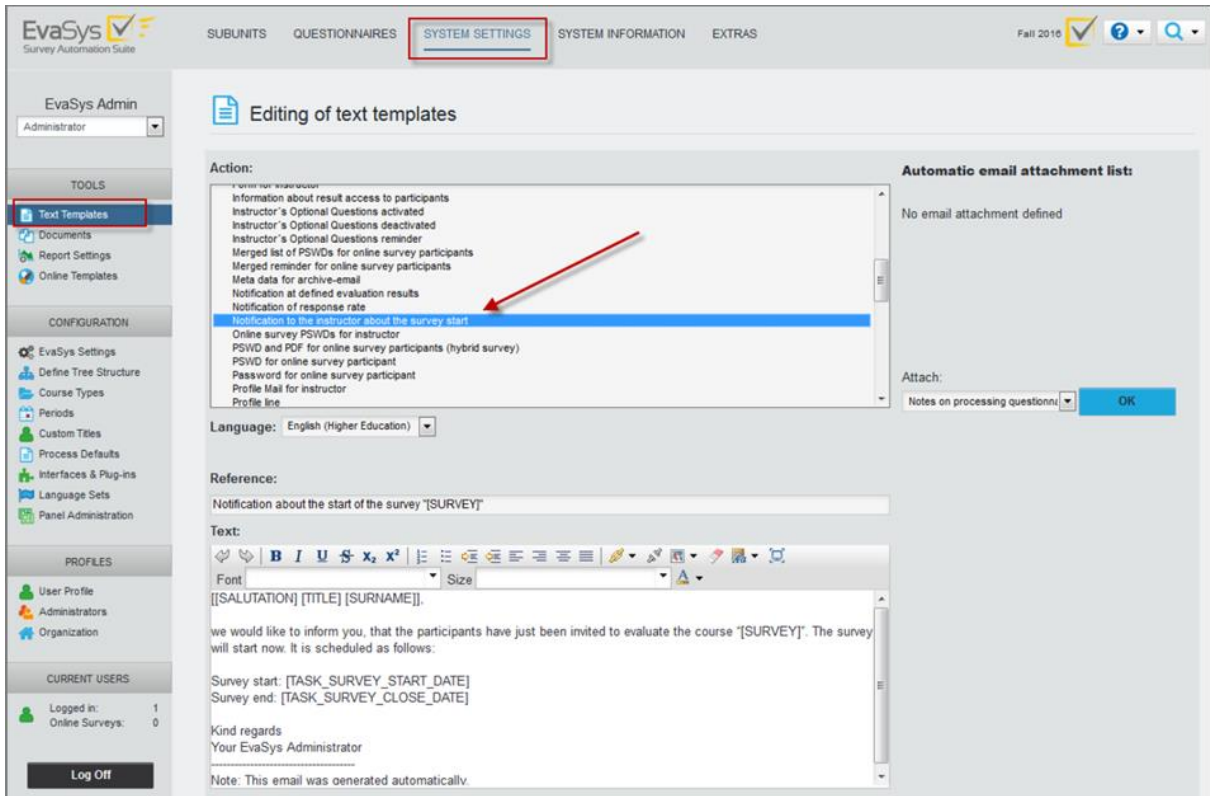 EvaSys
Survey Automation Suite
SUBUNITS QUESTIONNAIRES SYSTEM SETTINGS SYSTEM INFORMATION EXTRAS
Fall 2016
EvaSys Admin
Administrator
TOOLS
Text Templates
Documents
Report Settings
Online Templates
CONFIGURATION
EvaSys Settings
Define Tree Structure
Course Types
Periods
Custom Titles
Process Defaults
Interfaces & Plug-ins
Language Sets
Panel Administration
PROFILES
User Profile
Administrators
Organization
CURRENT USERS
Logged in: 1
Online Surveys: 0
Log Off
Editing of text templates
Action:
Form for instructor
Information about result access to participants
Instructor´s Optional Questions activated
Instructor´s Optional Questions deactivated
Instructor´s Optional Questions reminder
Merged list of PSWDs for online survey participants
Merged reminder for online survey participants
Meta data for archive-email
Notification at defined evaluation results
Notification of response rate
Notification to the instructor about the survey start
Online survey PSWDs for instructor
PSWD and PDF for online survey participants (hybrid survey)
PSWD for online survey participant
Password for online survey participant
Profile Mail for instructor
Profile line
Language: English (Higher Education)
Reference:
Notification about the start of the survey "[SURVEY]"
Text:
B I U S x₂ x²
Font Size A
[[SALUTATION] [TITLE] [SURNAME]],
we would like to inform you, that the participants have just been invited to evaluate the course "[SURVEY]". The survey
will start now. It is scheduled as follows:
Survey start: [TASK_SURVEY_START_DATE]
Survey end: [TASK_SURVEY_CLOSE_DATE]
Kind regards
Your EvaSys Administrator
------------------------------------
Note: This email was generated automatically.
Automatic email attachment list:
No email attachment defined
Attach:
Notes on processing questionna
OK